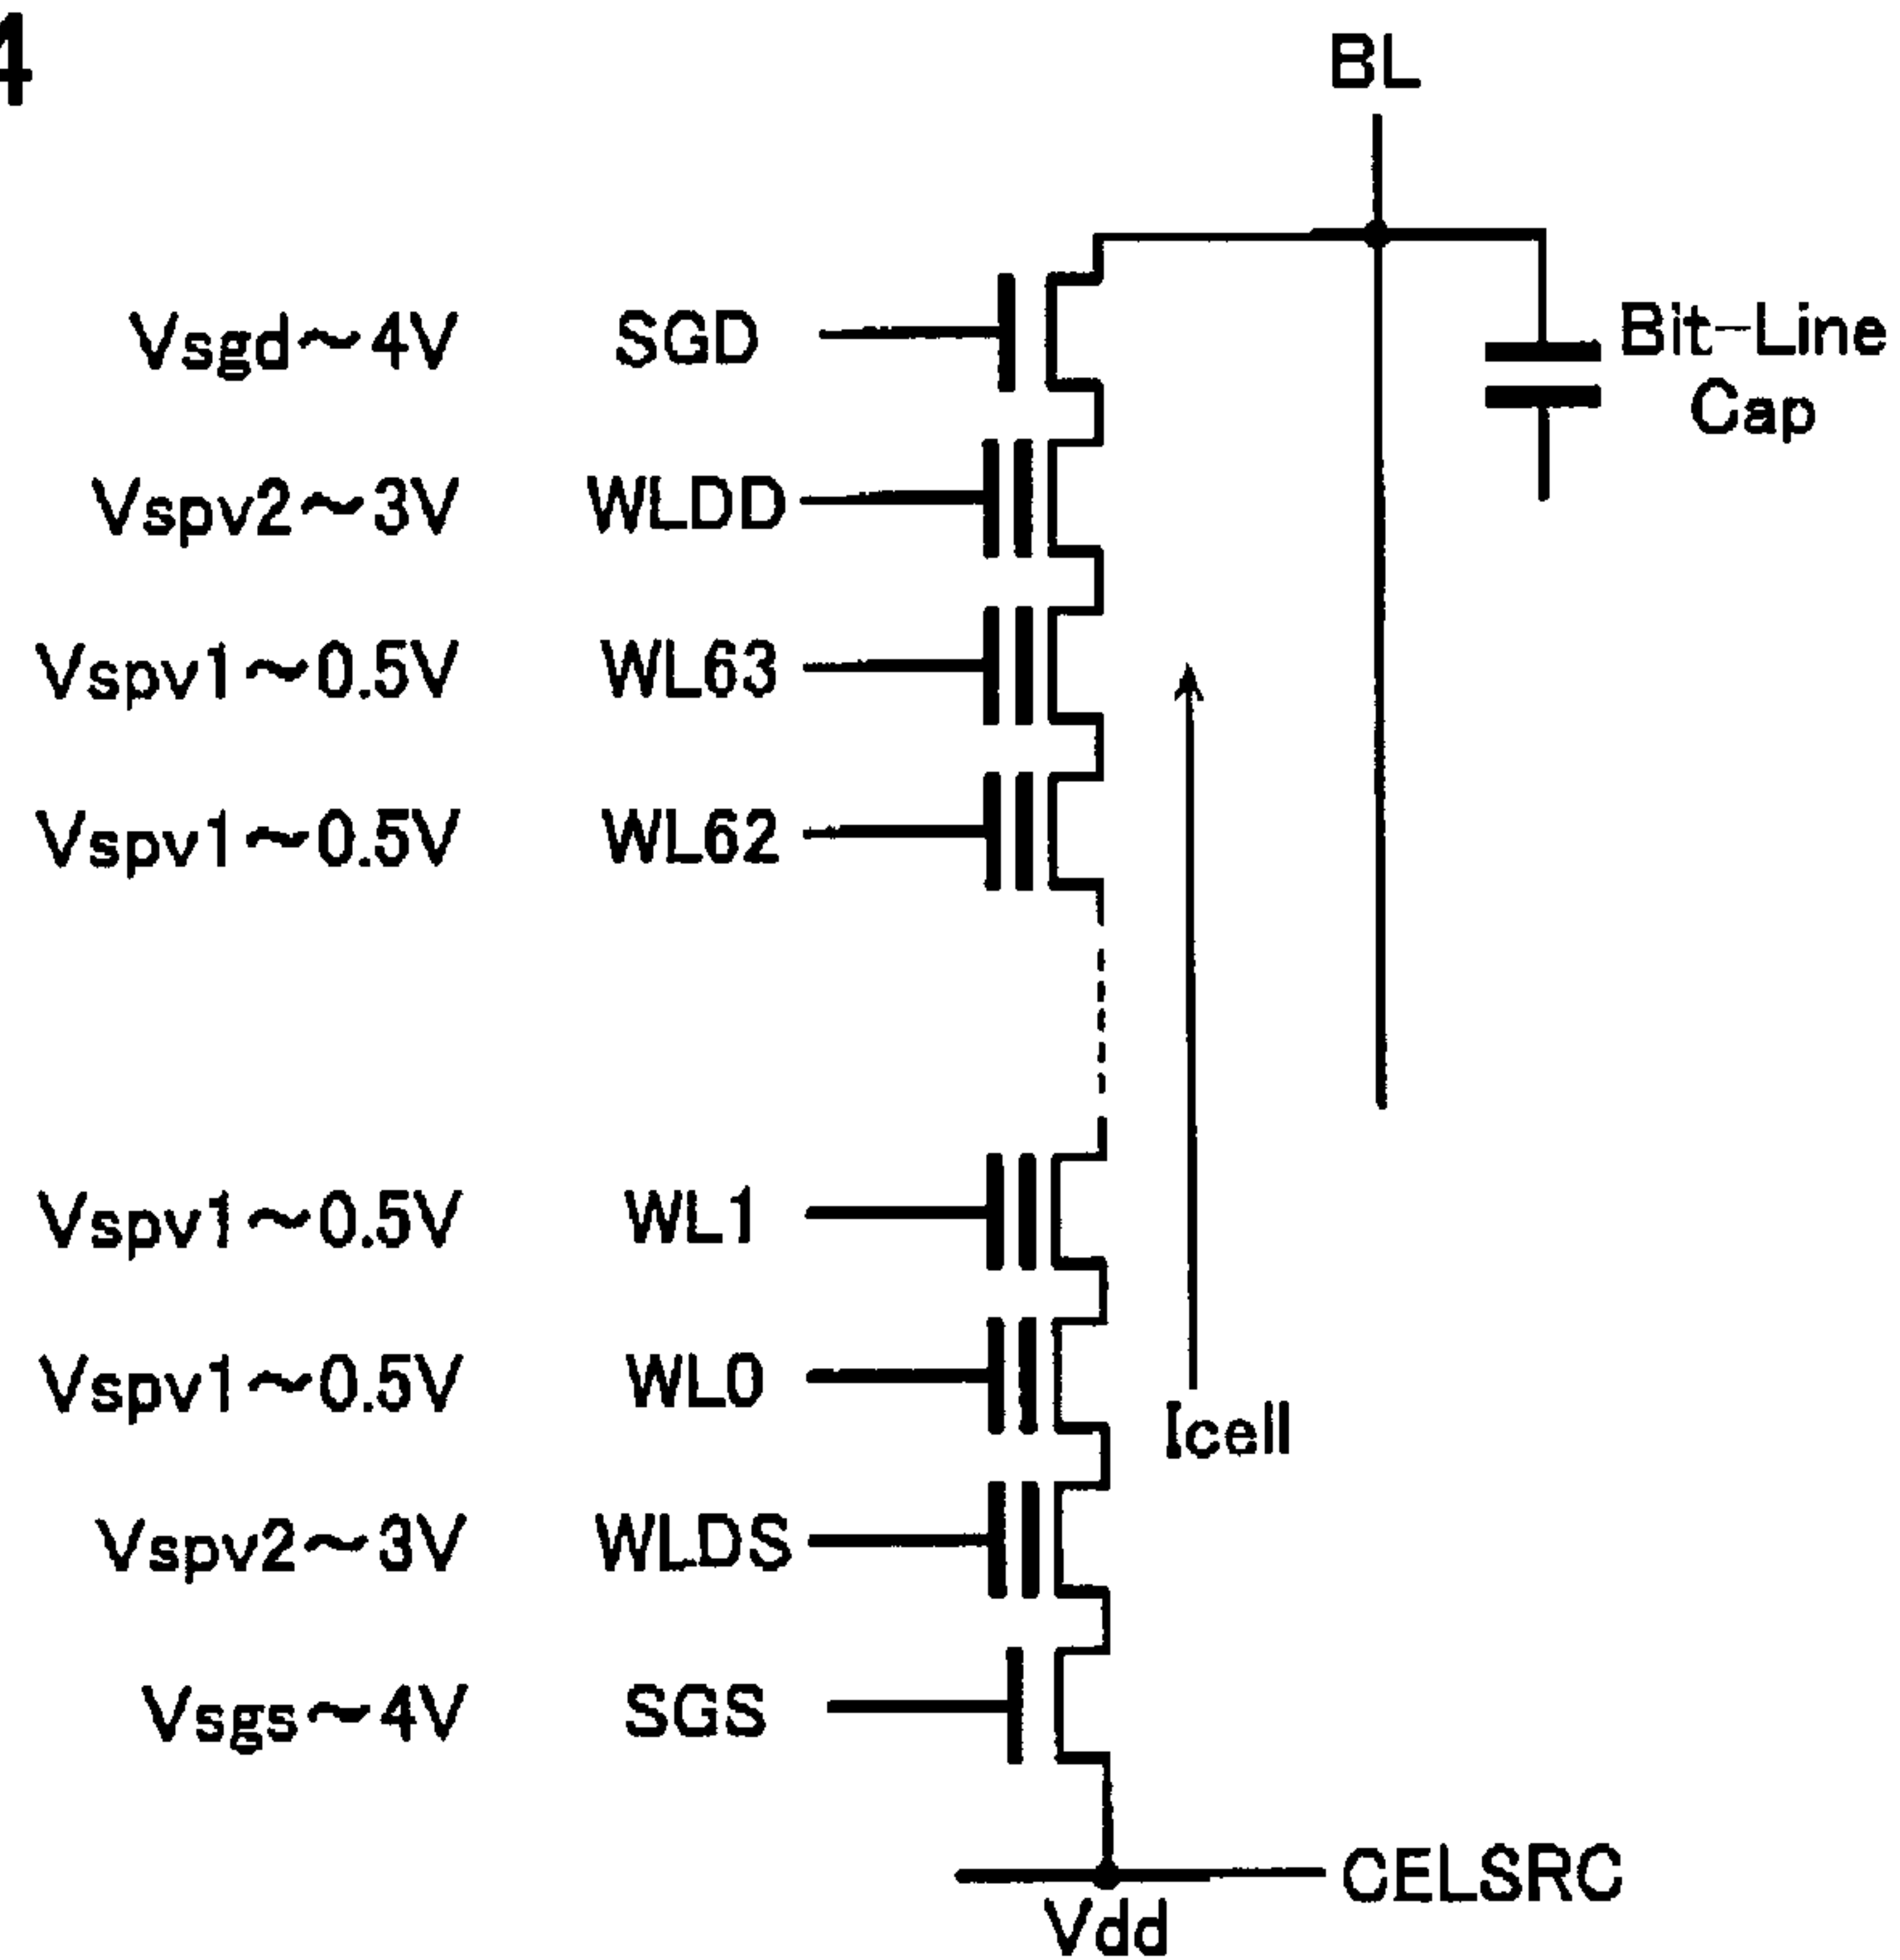 4
BL
Vsgd～4V SGD
Bit-Line
Cap
Vspv2～3V WLDD
Vspv1～0.5V WL63
Vspv1～0.5V WL62
Vspv1～0.5V WL1
Vspv1～0.5V WL0
Icell
Vspv2～3V WLDS
Vsgs～4V SGS
CELSRC
Vdd